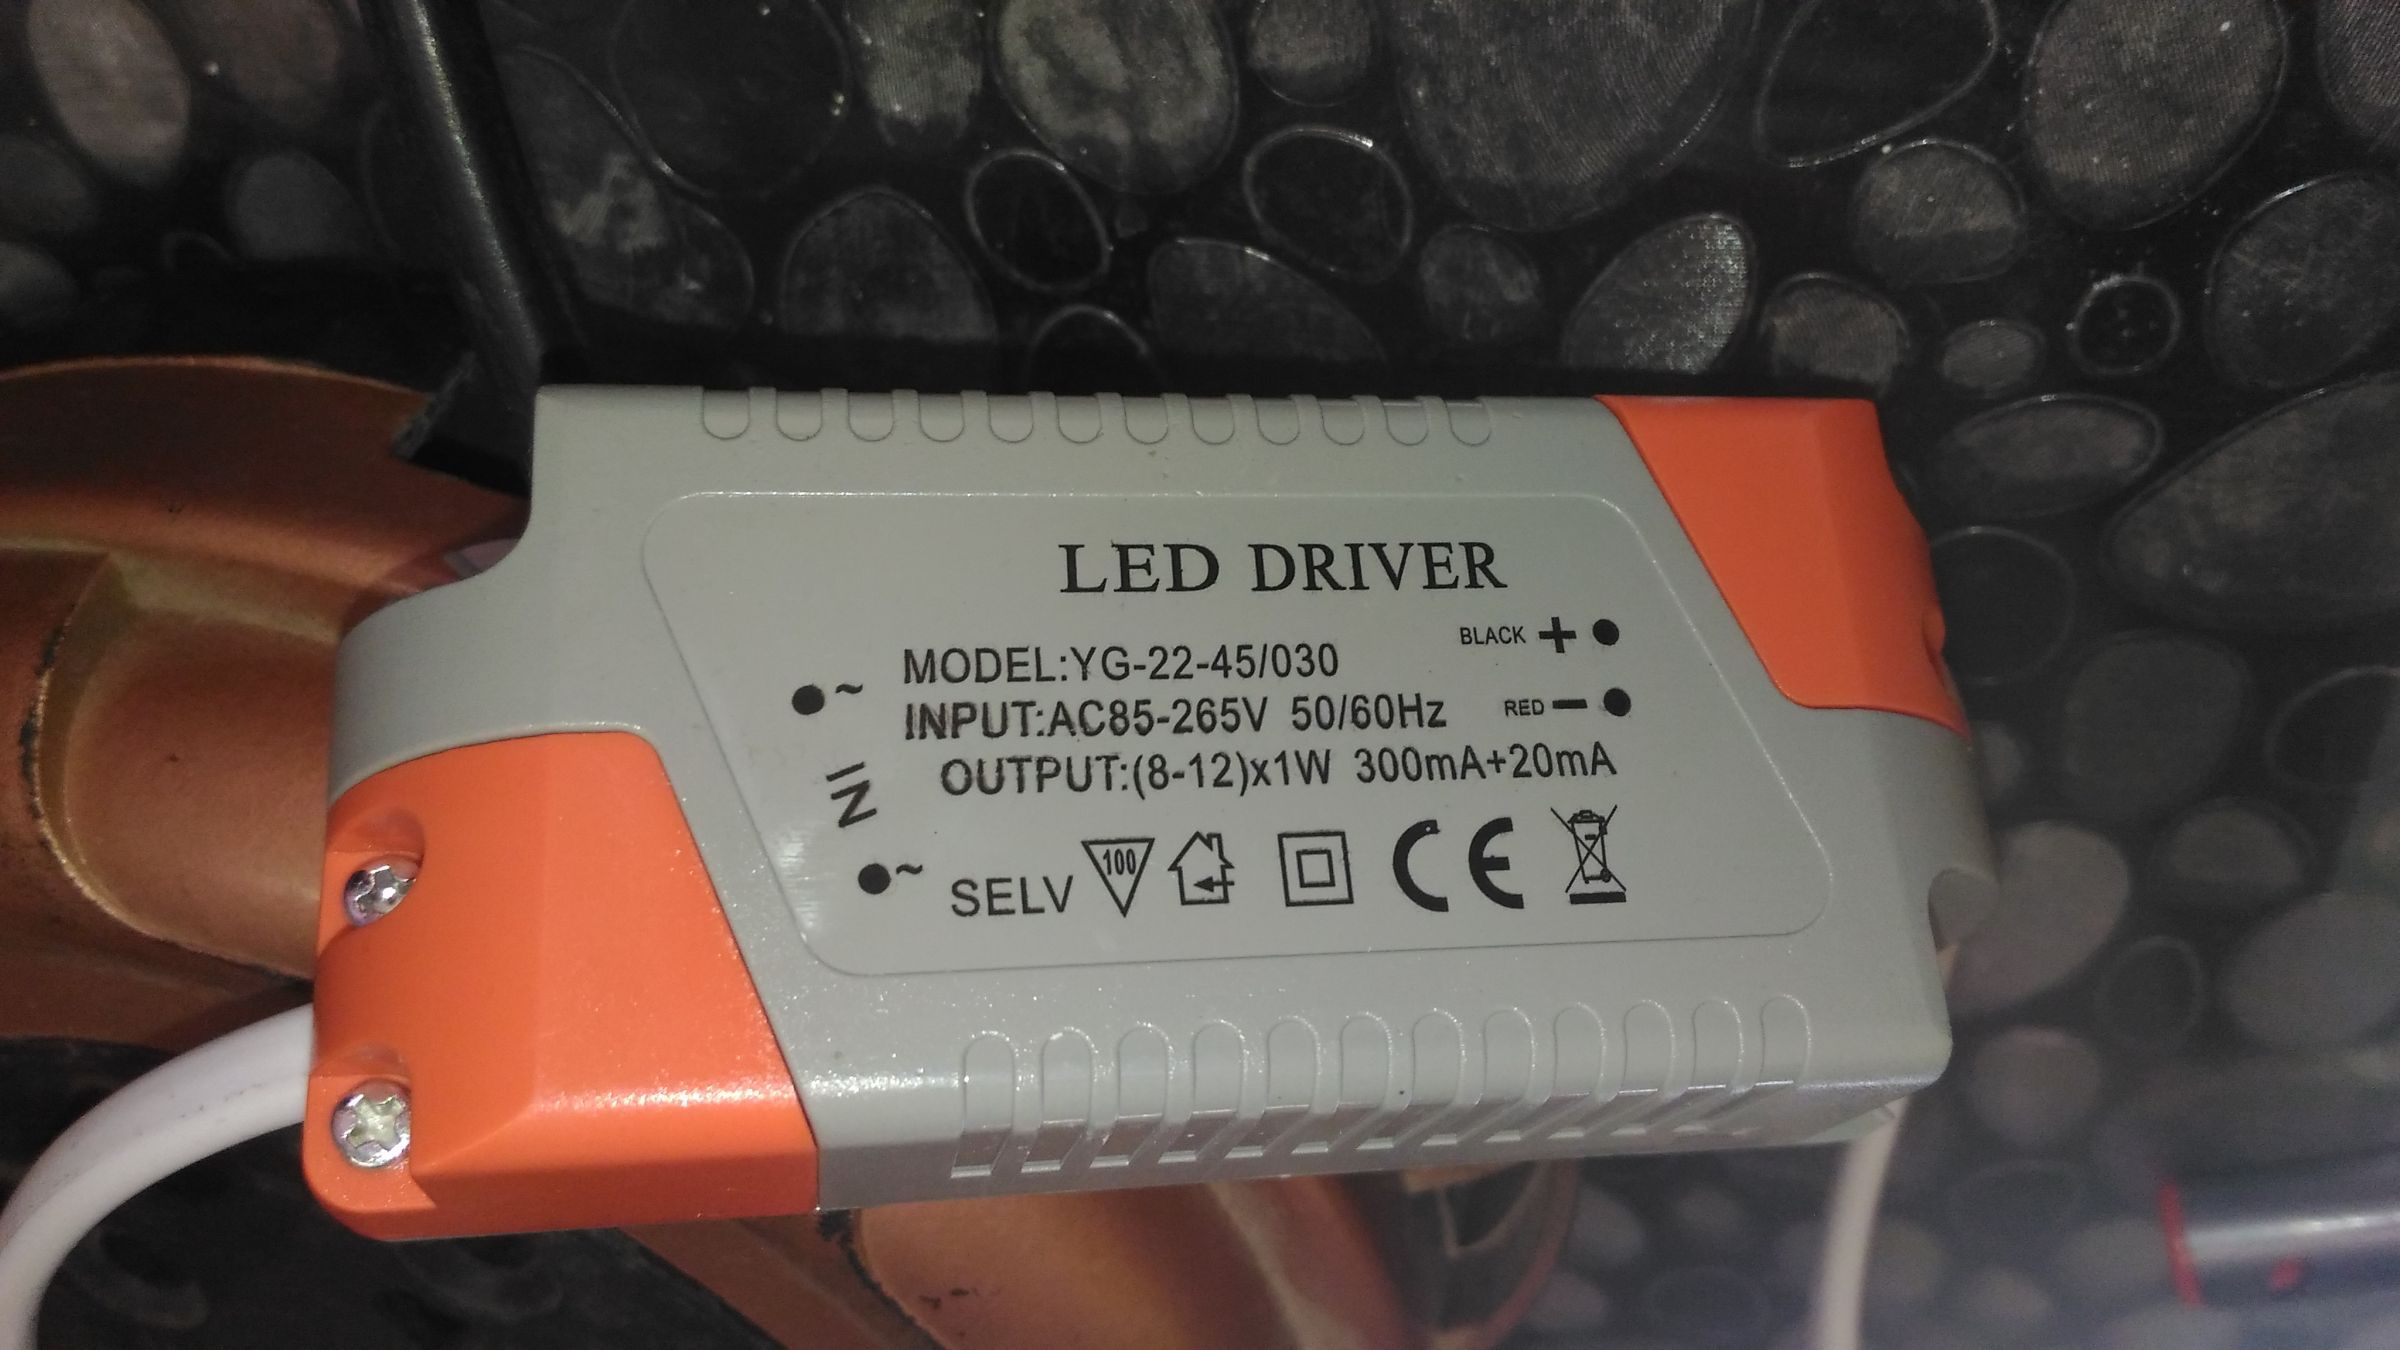 LED DRIVER
BLACK + ●
MODEL:YG-22-45/030
RED − ●
INPUT:AC85-265V 50/60Hz
OUTPUT:(8-12)x1W 300mA+20mA
● ~
IN
● ~
SELV 100 CE